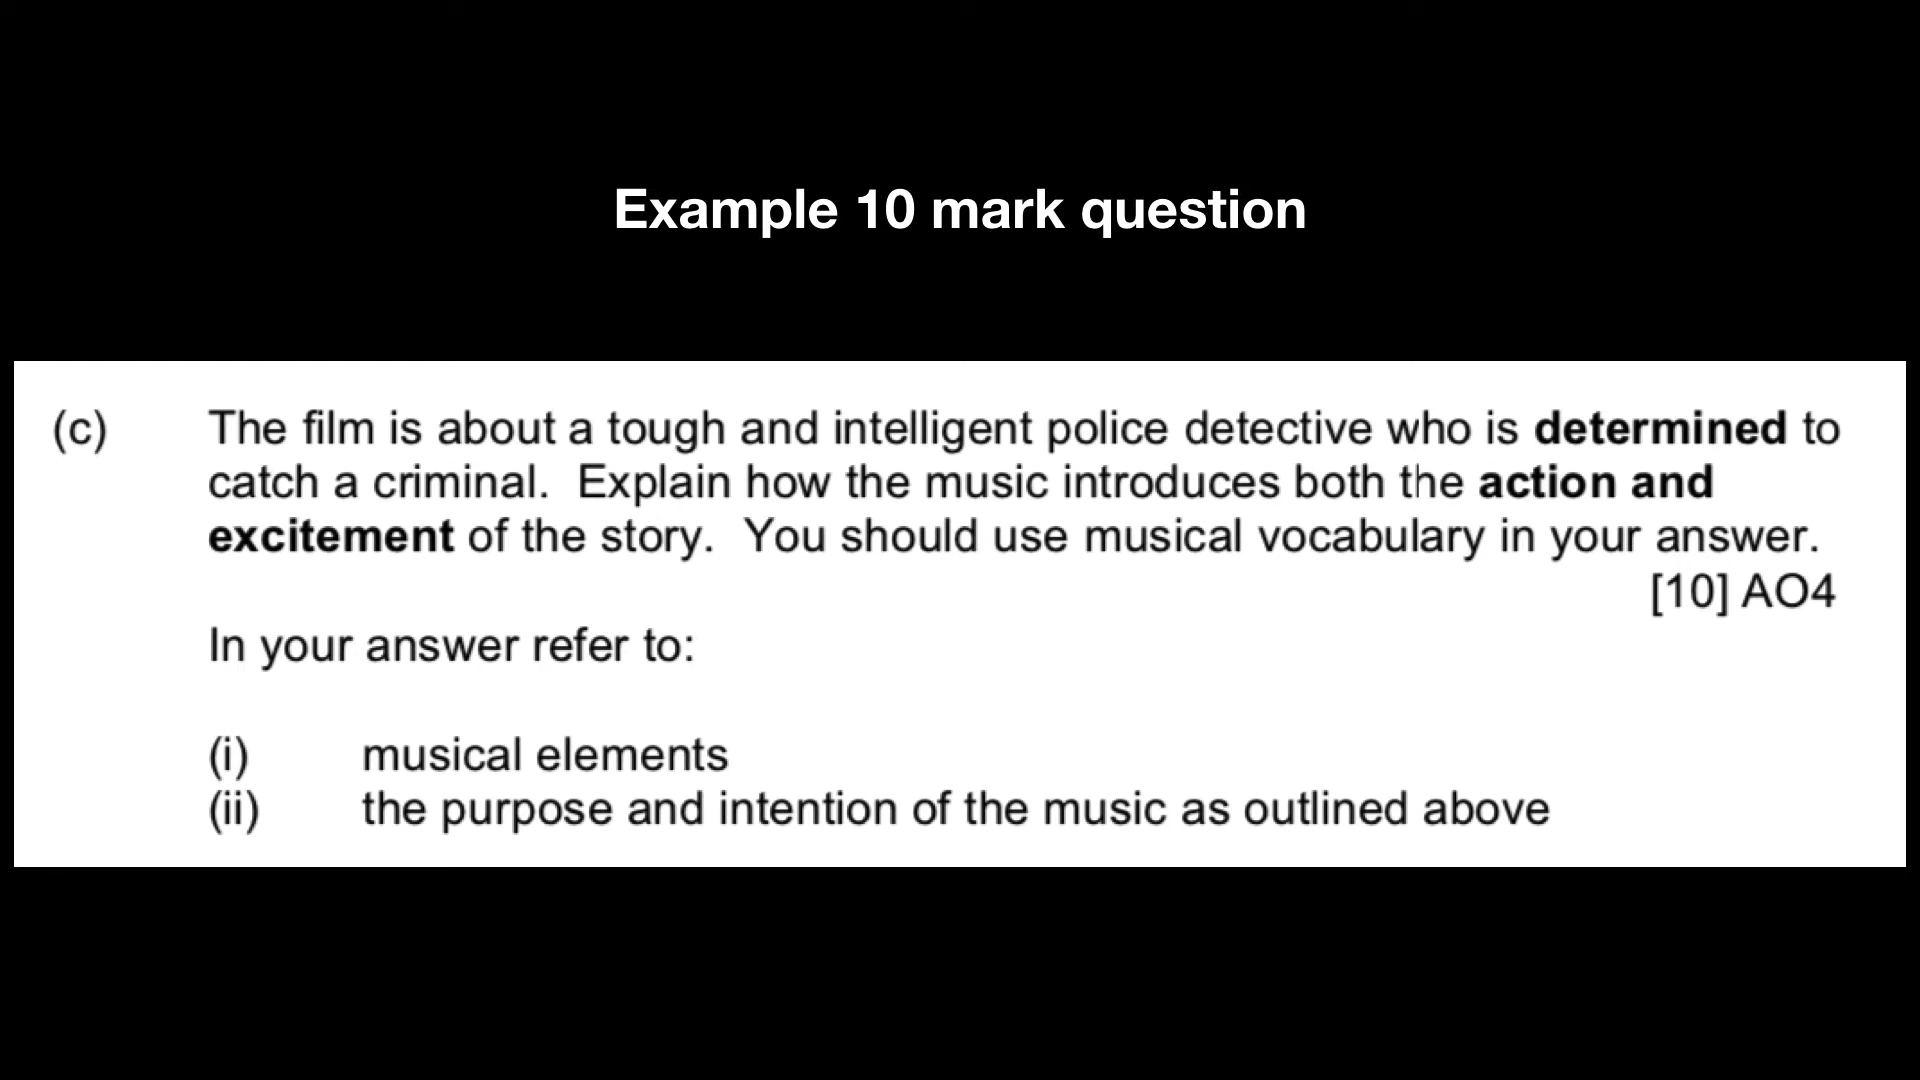 Example 10 mark question
(c) The film is about a tough and intelligent police detective who is determined to
catch a criminal. Explain how the music introduces both the action and
excitement of the story. You should use musical vocabulary in your answer.
[10] AO4
In your answer refer to:
(i) musical elements
(ii) the purpose and intention of the music as outlined above